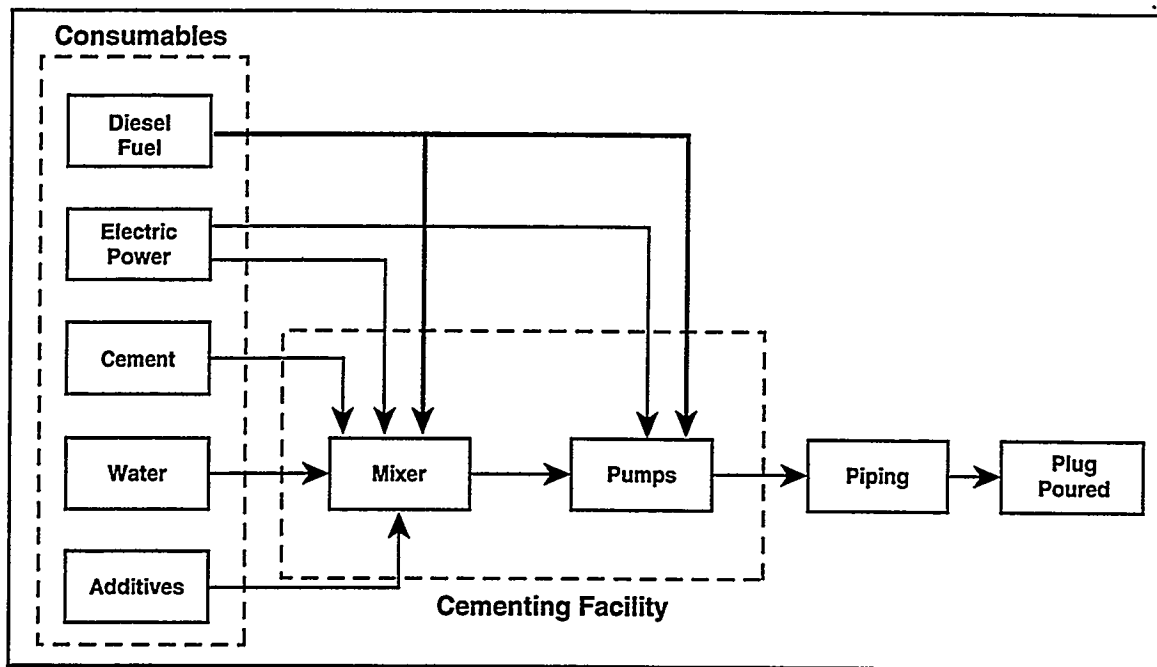 Consumables
Diesel
Fuel
Electric
Power
Cement
Water
Additives
Mixer
Pumps
Piping
Plug
Poured
Cementing Facility